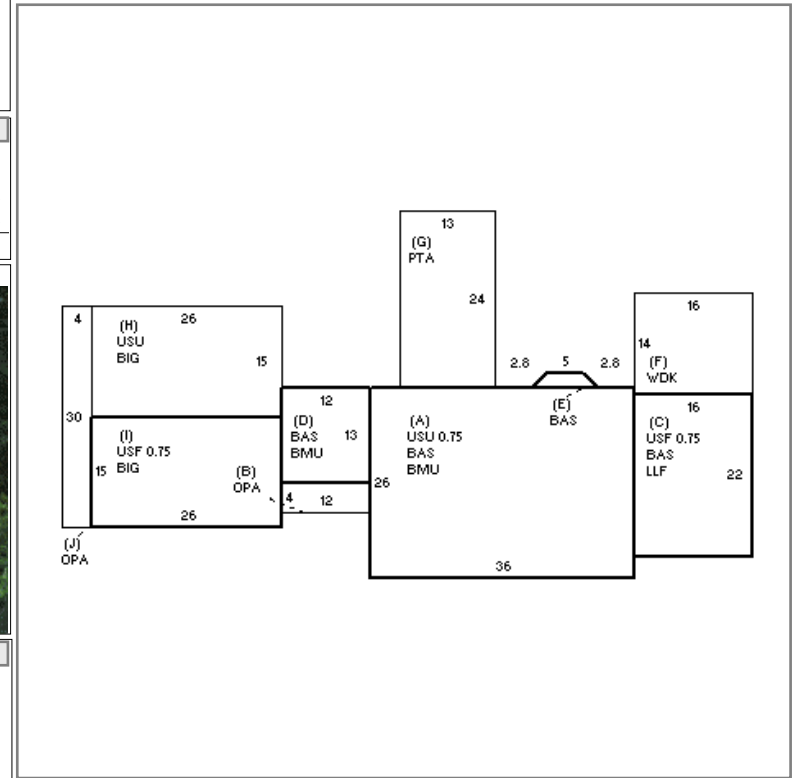 13
(G)
PTA
24
4
26
(H)
USU
BIG
15
30
(I)
USF 0.75
BIG
15
26
(J)
OPA
(B)
OPA
4
12
12
(D)
BAS
BMU
13
2.8
5
2.8
(E)
BAS
(A)
USU 0.75
BAS
BMU
26
36
16
14
(F)
WDK
16
(C)
USF 0.75
BAS
LLF
22